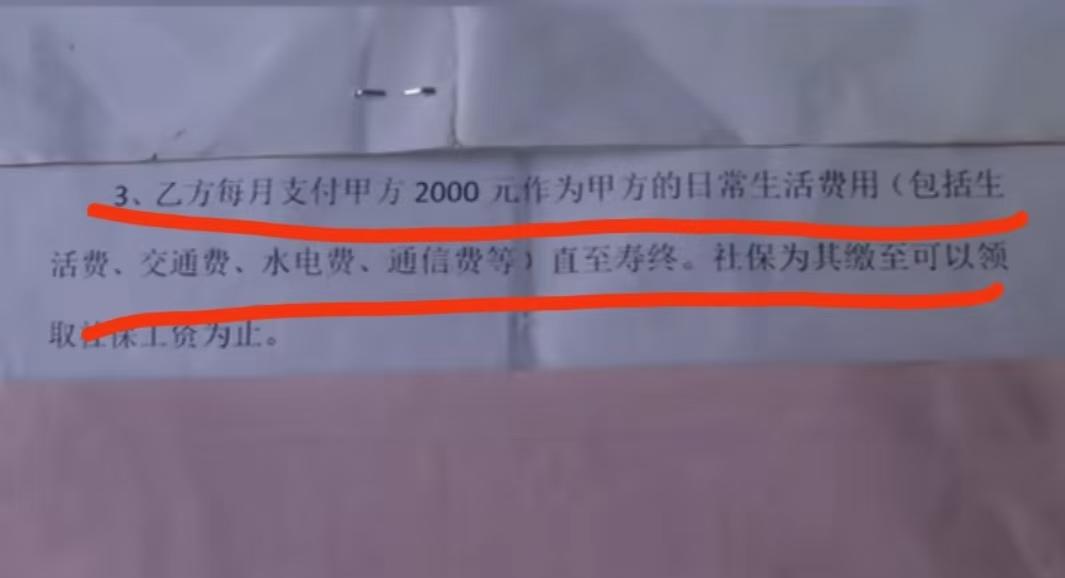 3、乙方每月支付甲方 2000 元作为甲方的日常生活费用（包括生
活费、交通费、水电费、通信费等）直至寿终。社保为其缴至可以领
取社保工资为止。